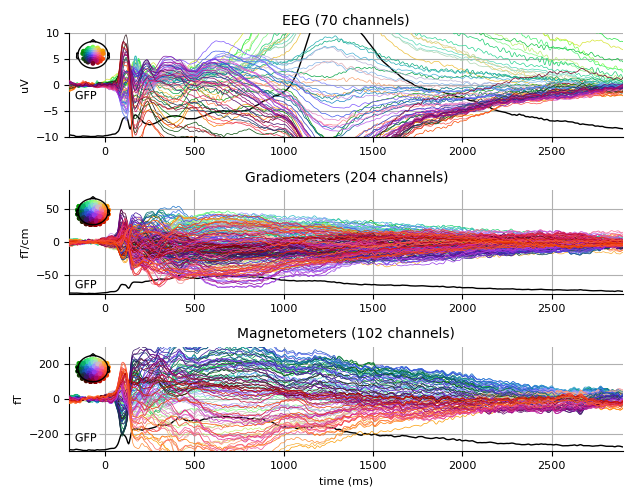 EEG (70 channels)
10
5
0
−5
−10
uV
GFP
0 500 1000 1500 2000 2500
Gradiometers (204 channels)
50
0
−50
fT/cm
GFP
0 500 1000 1500 2000 2500
Magnetometers (102 channels)
200
0
−200
fT
GFP
0 500 1000 1500 2000 2500
time (ms)